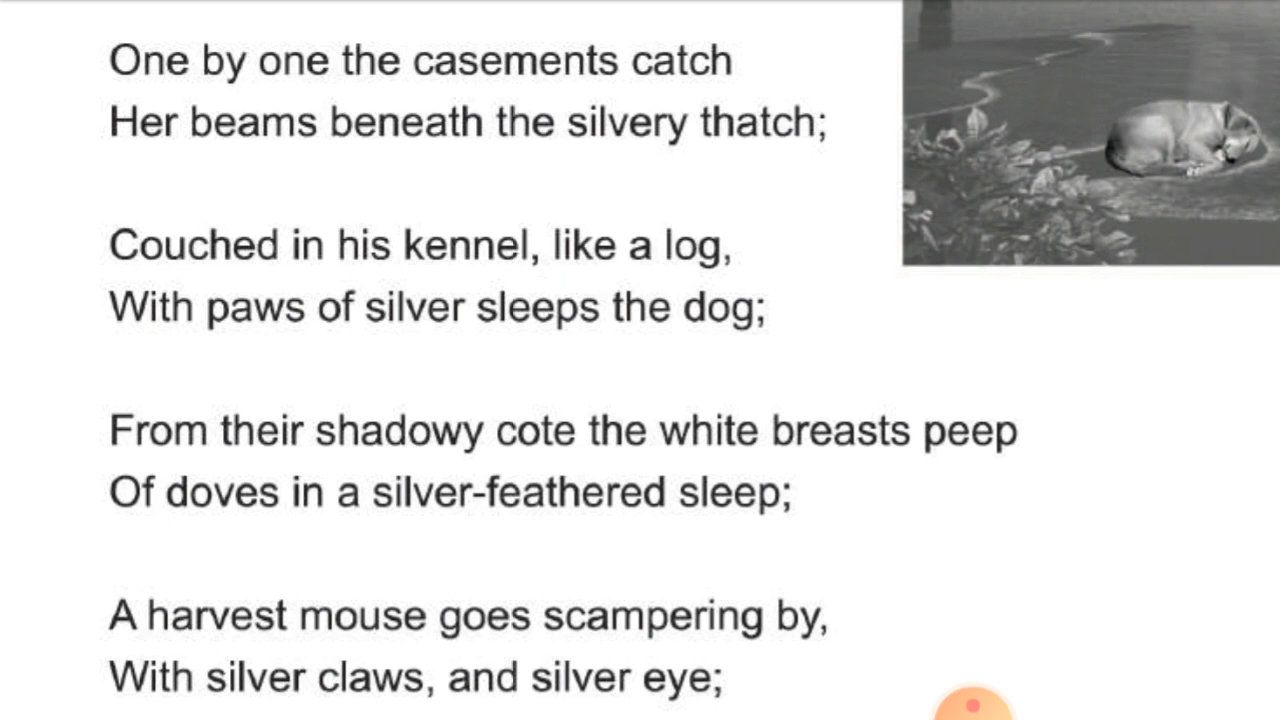 One by one the casements catch
Her beams beneath the silvery thatch;
Couched in his kennel, like a log,
With paws of silver sleeps the dog;
From their shadowy cote the white breasts peep
Of doves in a silver-feathered sleep;
A harvest mouse goes scampering by,
With silver claws, and silver eye;